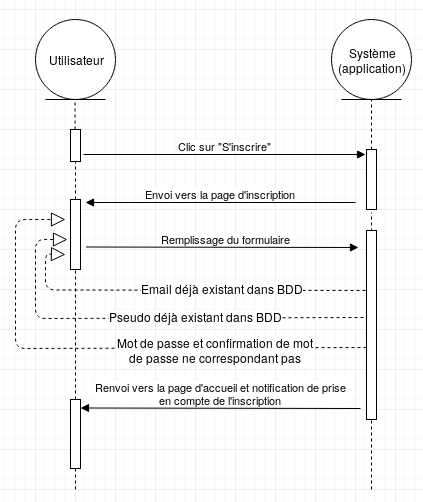 Utilisateur
Système
(application)
Clic sur "S'inscrire"
Envoi vers la page d'inscription
Remplissage du formulaire
Email déjà existant dans BDD
Pseudo déjà existant dans BDD
Mot de passe et confirmation de mot
de passe ne correspondant pas
Renvoi vers la page d'accueil et notification de prise
en compte de l'inscription